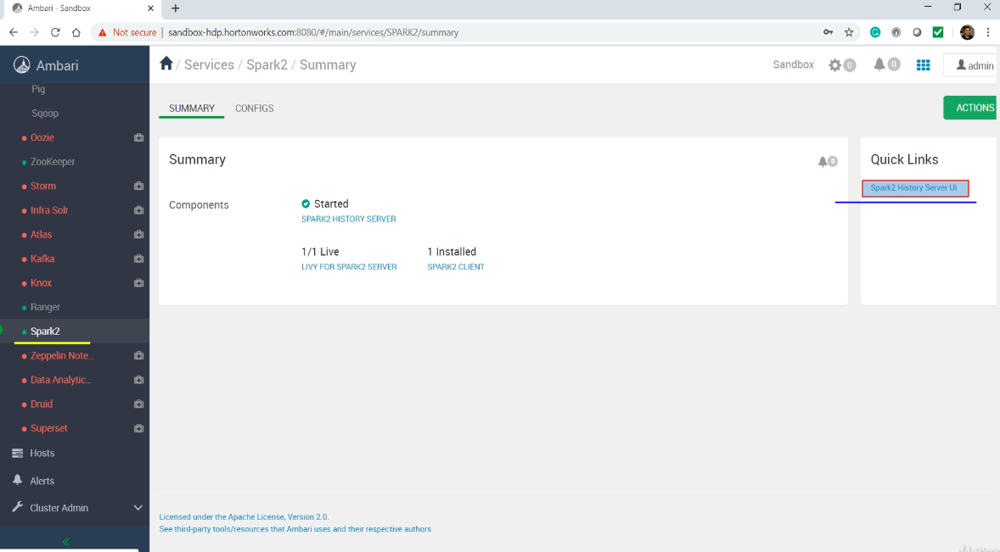 Ambari - Sandbox
Not secure | sandbox-hdp.hortonworks.com:8080/#/main/services/SPARK2/summary
Ambari
/ Services / Spark2 / Summary
Sandbox
0
0
admin
Pig
Sqoop
Oozie
ZooKeeper
Storm
Infra Solr
Atlas
Kafka
Knox
Ranger
Spark2
Zeppelin Note...
Data Analytic...
Druid
Superset
Hosts
Alerts
Cluster Admin
SUMMARY
CONFIGS
ACTIONS
Summary
0
Components
Started
SPARK2 HISTORY SERVER
1/1 Live
LIVY FOR SPARK2 SERVER
1 Installed
SPARK2 CLIENT
Quick Links
Spark2 History Server UI
Licensed under the Apache License, Version 2.0.
See third-party tools/resources that Ambari uses and their respective authors